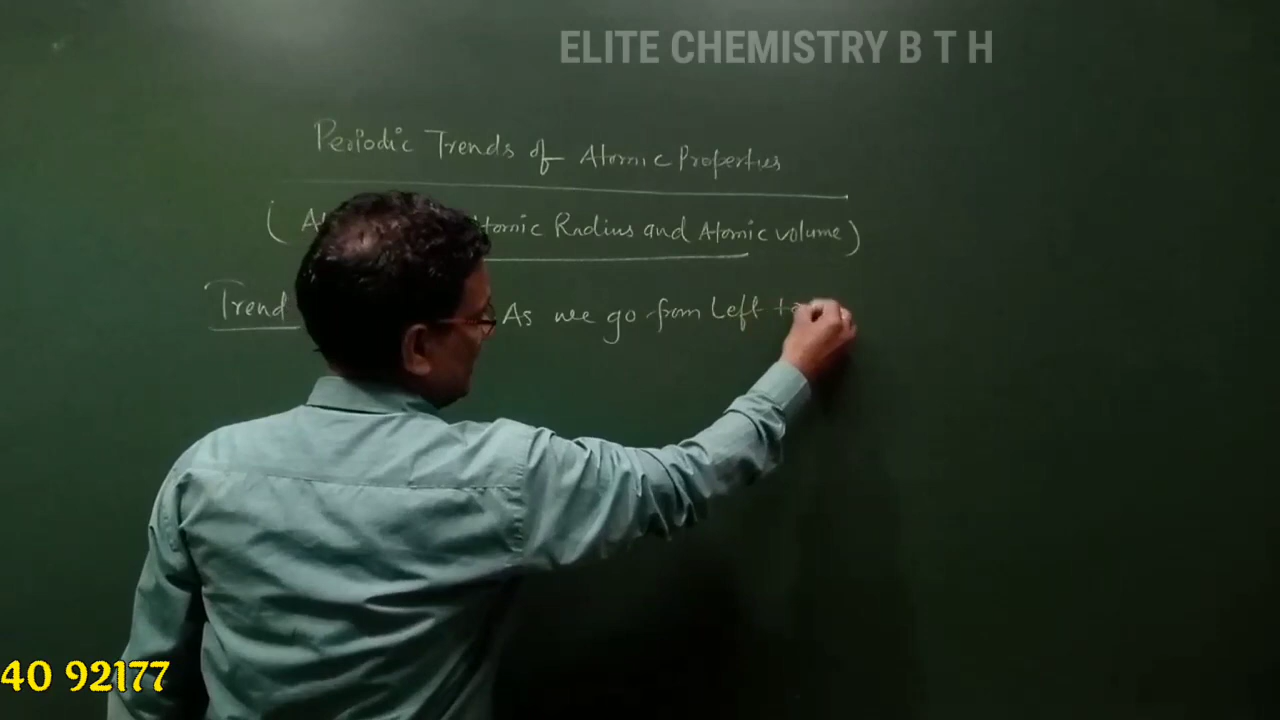 ELITE CHEMISTRY B T H
Periodic Trends of Atomic Properties
( Atomic Radius and Atomic volume )
Trend As we go from Left to
40 92177